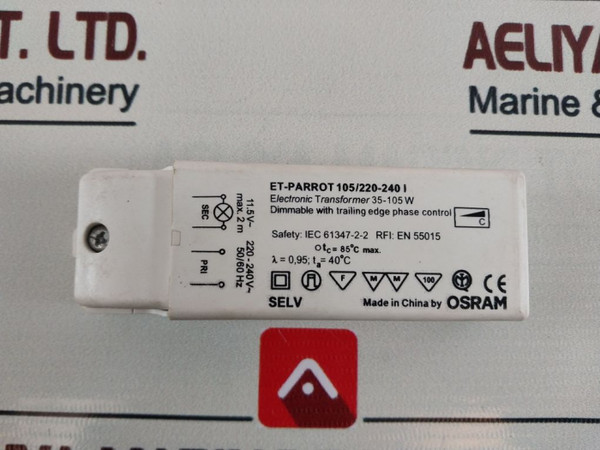 T. LTD.
achinery
AELIYA
Marine &
ET-PARROT 105/220-240 I
Electronic Transformer 35-105 W
Dimmable with trailing edge phase control
C
Safety: IEC 61347-2-2 RFI: EN 55015
tc = 85°C max.
λ = 0,95; ta = 40°C
F M M 100 35
SELV
Made in China by OSRAM
11.5V~
max. 2 m
SEC
220-240V~
50/60 Hz
PRI